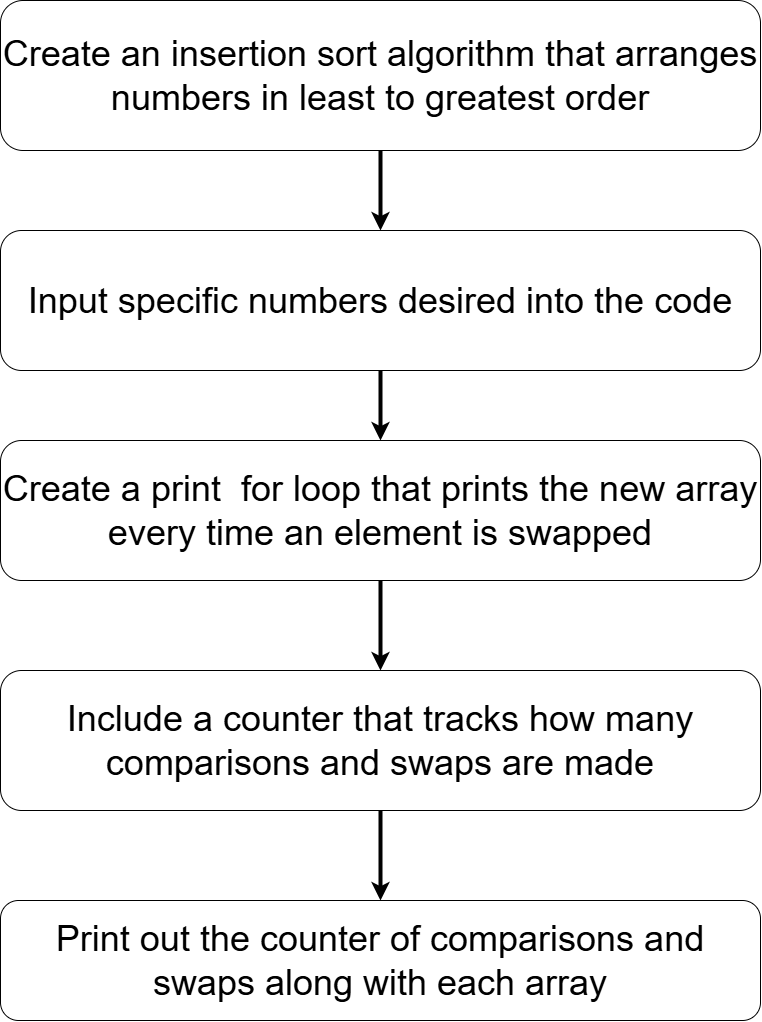 Create an insertion sort algorithm that arranges
numbers in least to greatest order
Input specific numbers desired into the code
Create a print  for loop that prints the new array
every time an element is swapped
Include a counter that tracks how many
comparisons and swaps are made
Print out the counter of comparisons and
swaps along with each array